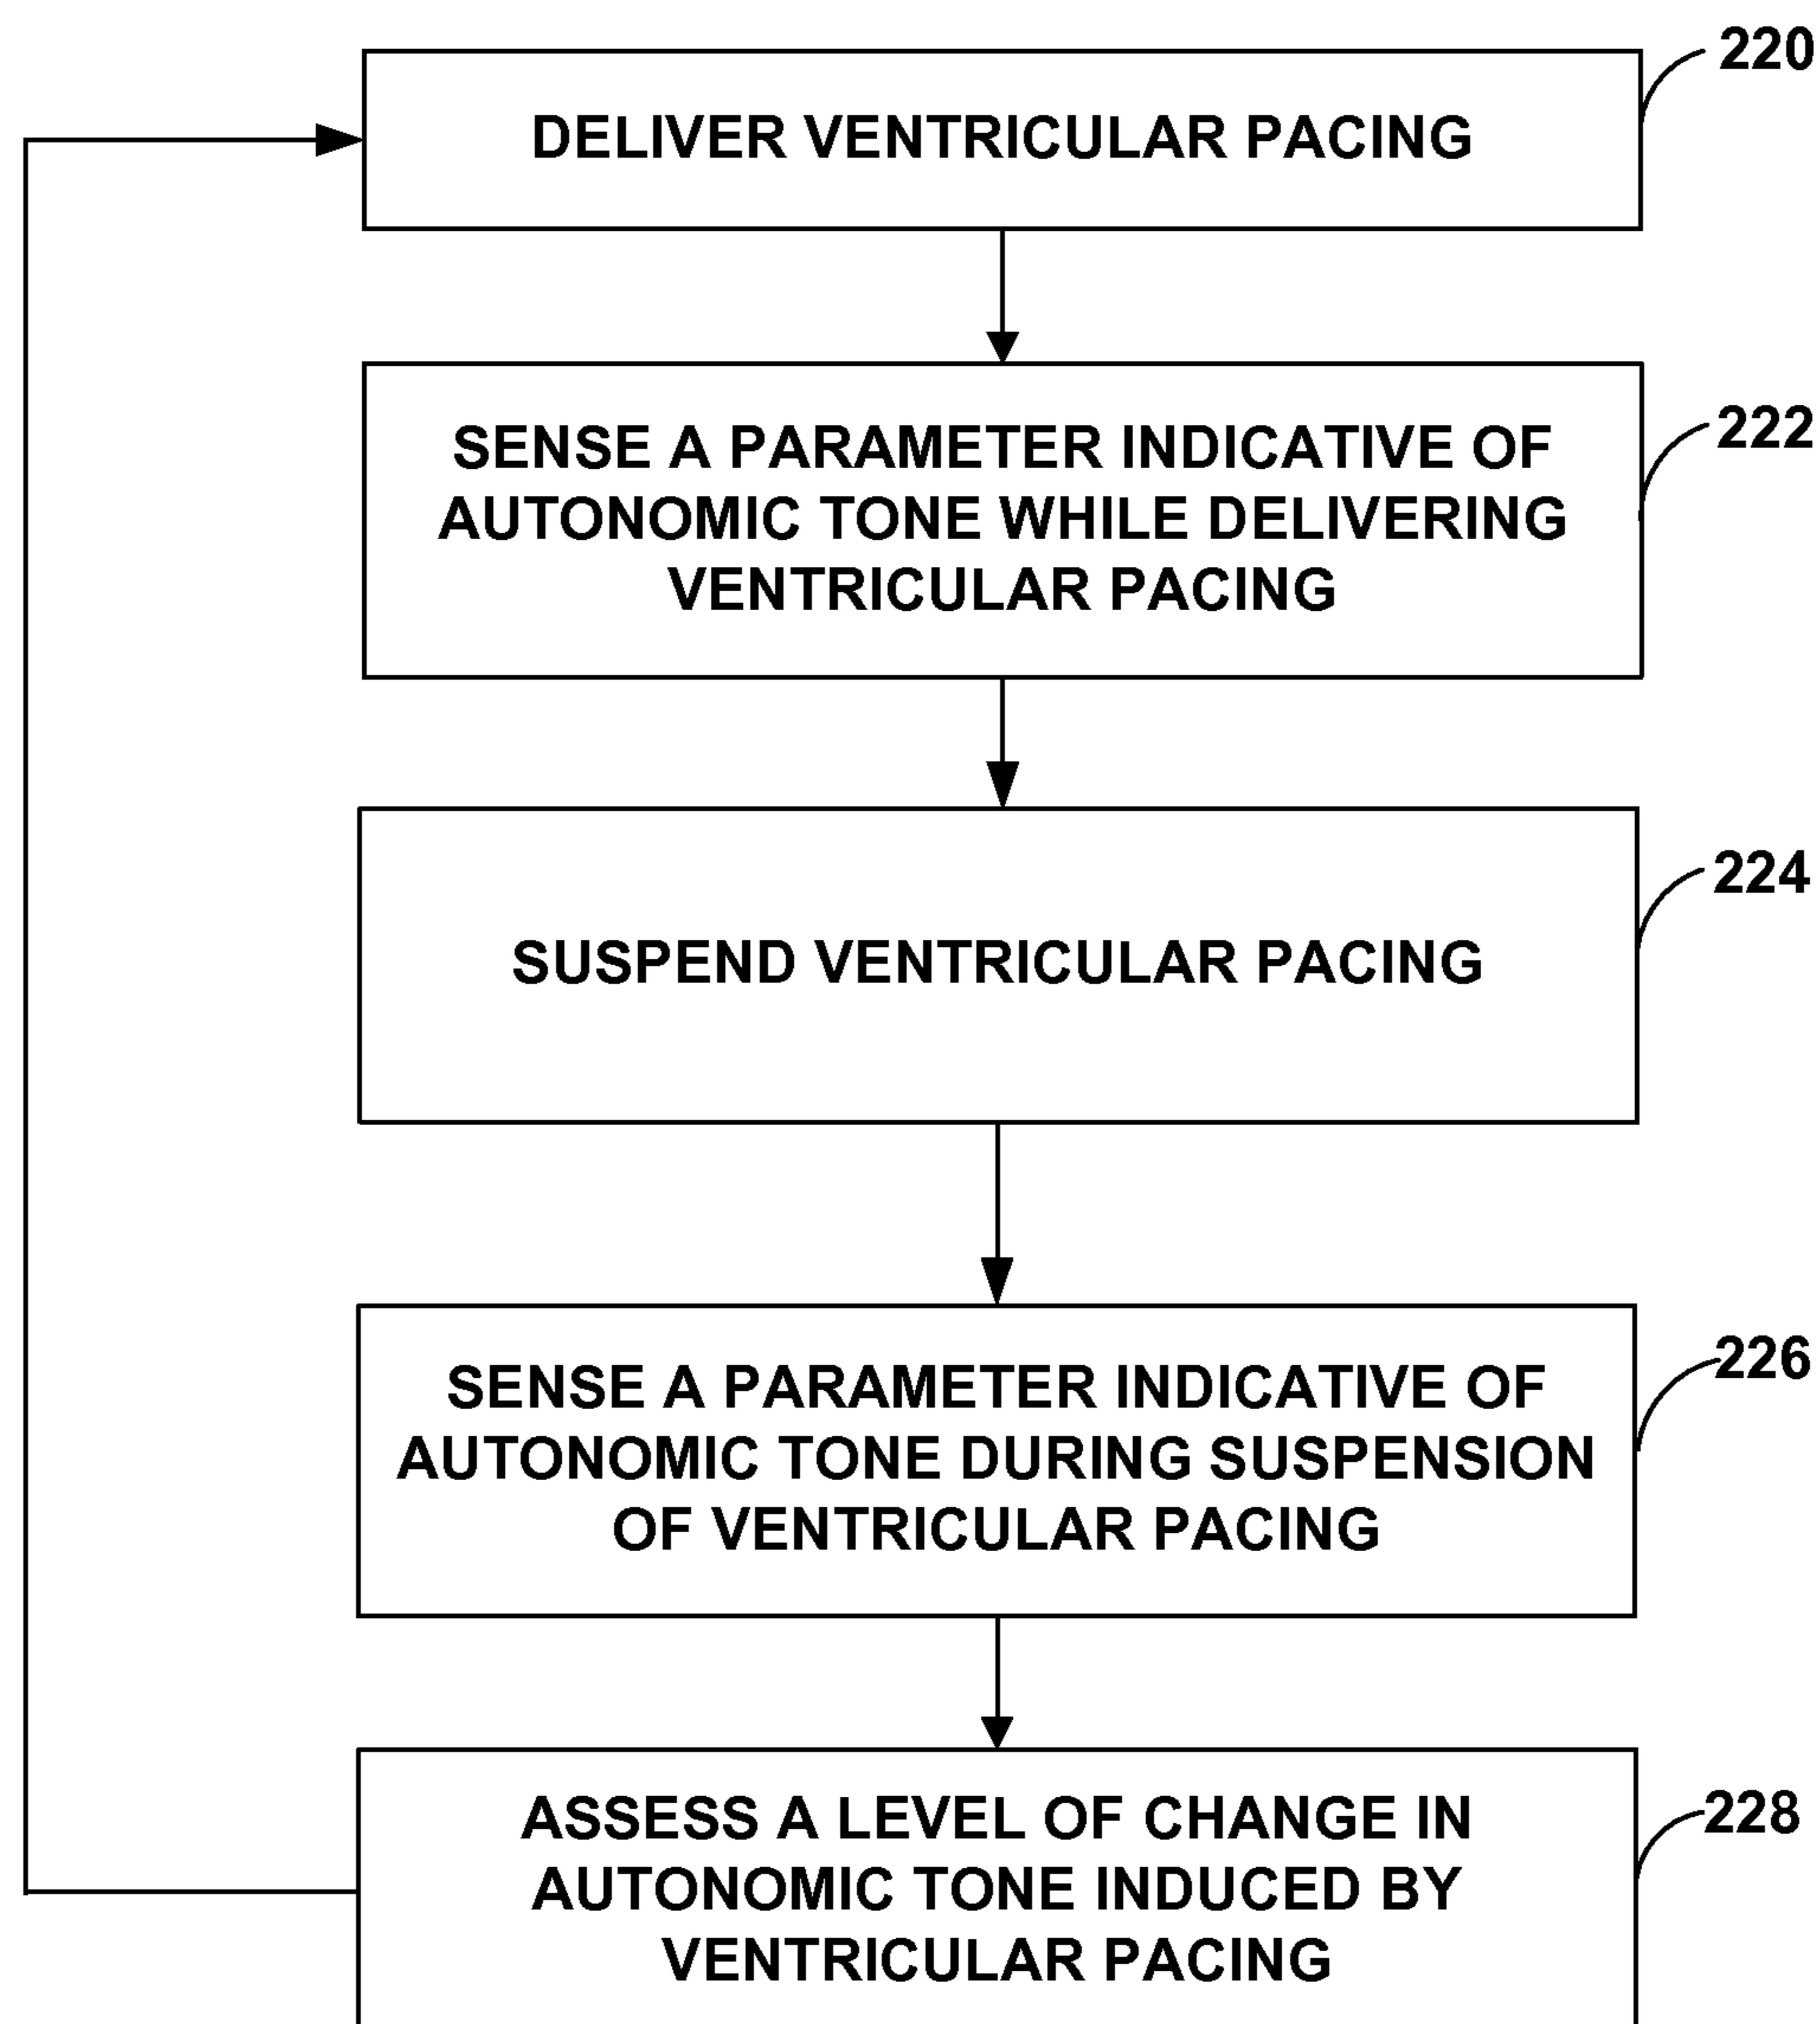 220
DELIVER VENTRICULAR PACING
222
SENSE A PARAMETER INDICATIVE OF
AUTONOMIC TONE WHILE DELIVERING
VENTRICULAR PACING
224
SUSPEND VENTRICULAR PACING
226
SENSE A PARAMETER INDICATIVE OF
AUTONOMIC TONE DURING SUSPENSION
OF VENTRICULAR PACING
228
ASSESS A LEVEL OF CHANGE IN
AUTONOMIC TONE INDUCED BY
VENTRICULAR PACING